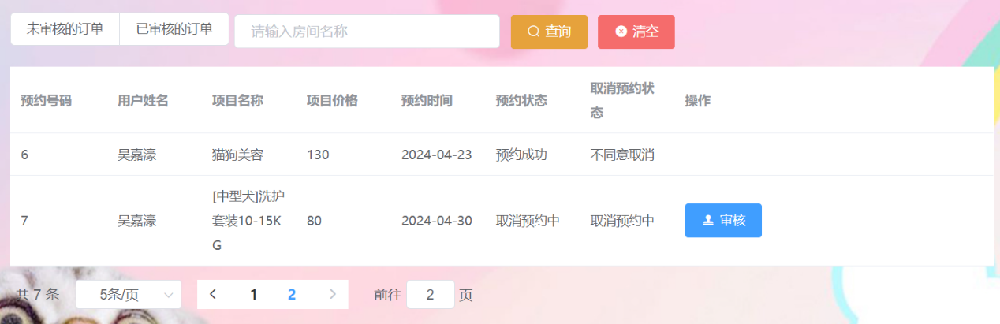 未审核的订单 已审核的订单 请输入房间名称 查询 清空
预约号码 用户姓名 项目名称 项目价格 预约时间 预约状态 取消预约状
态 操作
6 吴嘉濠 猫狗美容 130 2024-04-23 预约成功 不同意取消
7 吴嘉濠 [中型犬]洗护
套装10-15K
G 80 2024-04-30 取消预约中 取消预约中 审核
共 7 条 5条/页 1 2 前往 2 页